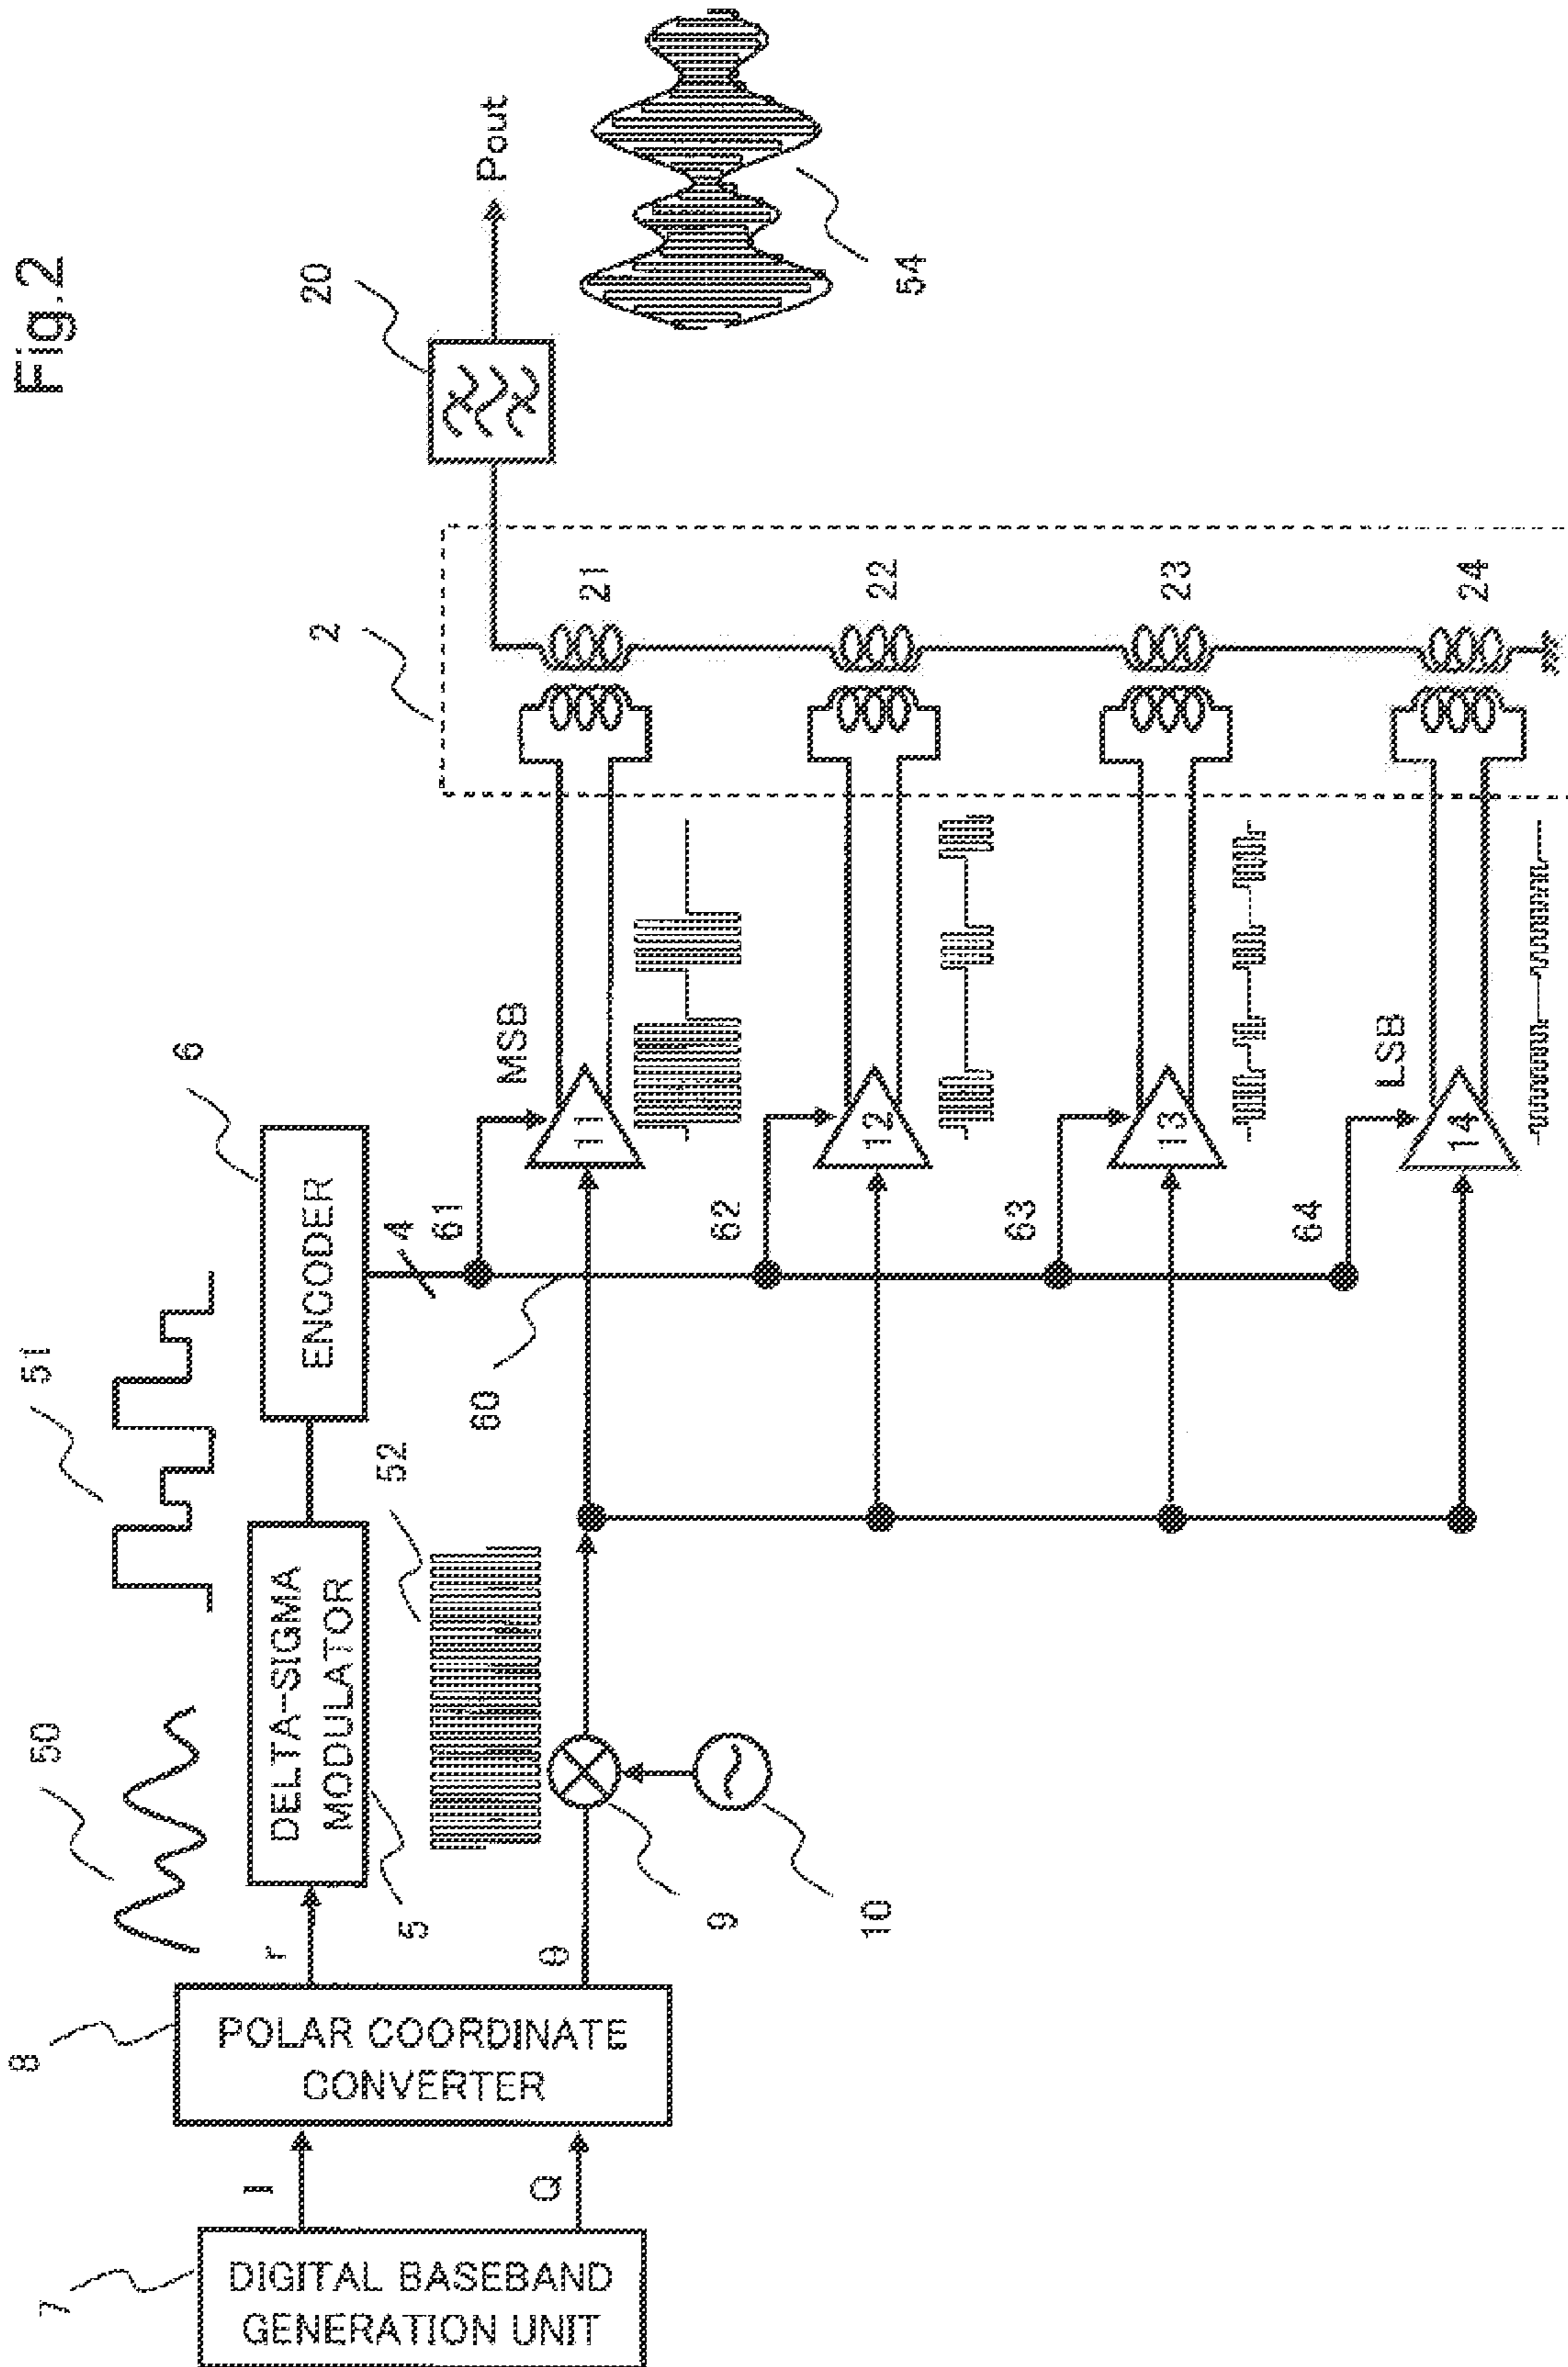 Fig.2
7
DIGITAL BASEBAND
GENERATION UNIT
I
Q
8
POLAR COORDINATE
CONVERTER
r
θ
50
5
DELTA-SIGMA
MODULATOR
51
52
9
10
6
ENCODER
4
60
61
62
63
64
MSB
11
12
13
LSB
14
2
21
22
23
24
20
Pout
54